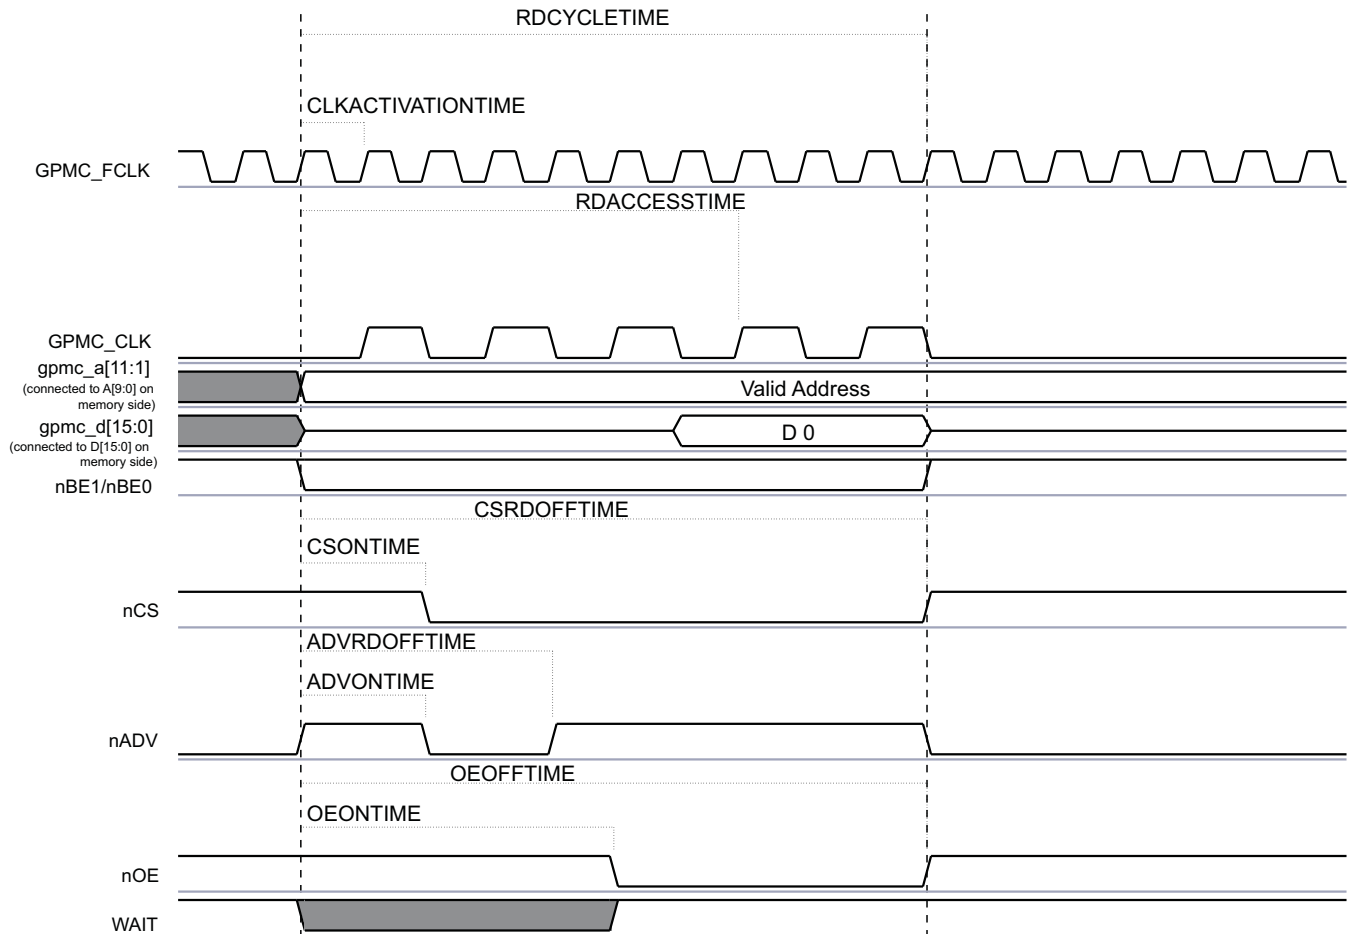 RDCYCLETIME
CLKACTIVATIONTIME
GPMC_FCLK
RDACCESSTIME
GPMC_CLK
gpmc_a[11:1]
(connected to A[9:0] on
memory side)
Valid Address
gpmc_d[15:0]
(connected to D[15:0] on
memory side)
D 0
nBE1/nBE0
CSRDOFFTIME
CSONTIME
nCS
ADVRDOFFTIME
ADVONTIME
nADV
OEOFFTIME
OEONTIME
nOE
WAIT